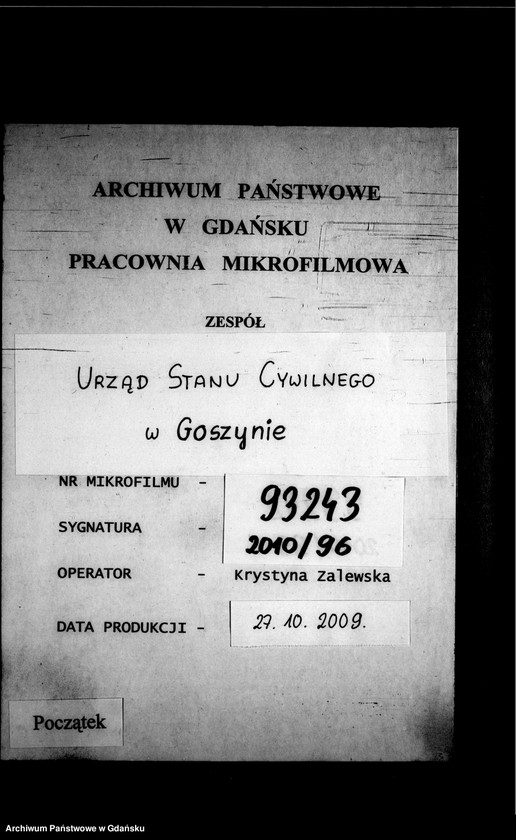 ARCHIWUM PAŃSTWOWE
W GDAŃSKU
PRACOWNIA MIKROFILMOWA
ZESPÓŁ
URZĄD STANU CYWILNEGO
w Goszynie
NR MIKROFILMU - 93243
SYGNATURA - 2010/96
OPERATOR - Krystyna Zalewska
DATA PRODUKCJI - 27.10.2009.
Początek
Archiwum Państwowe w Gdańsku